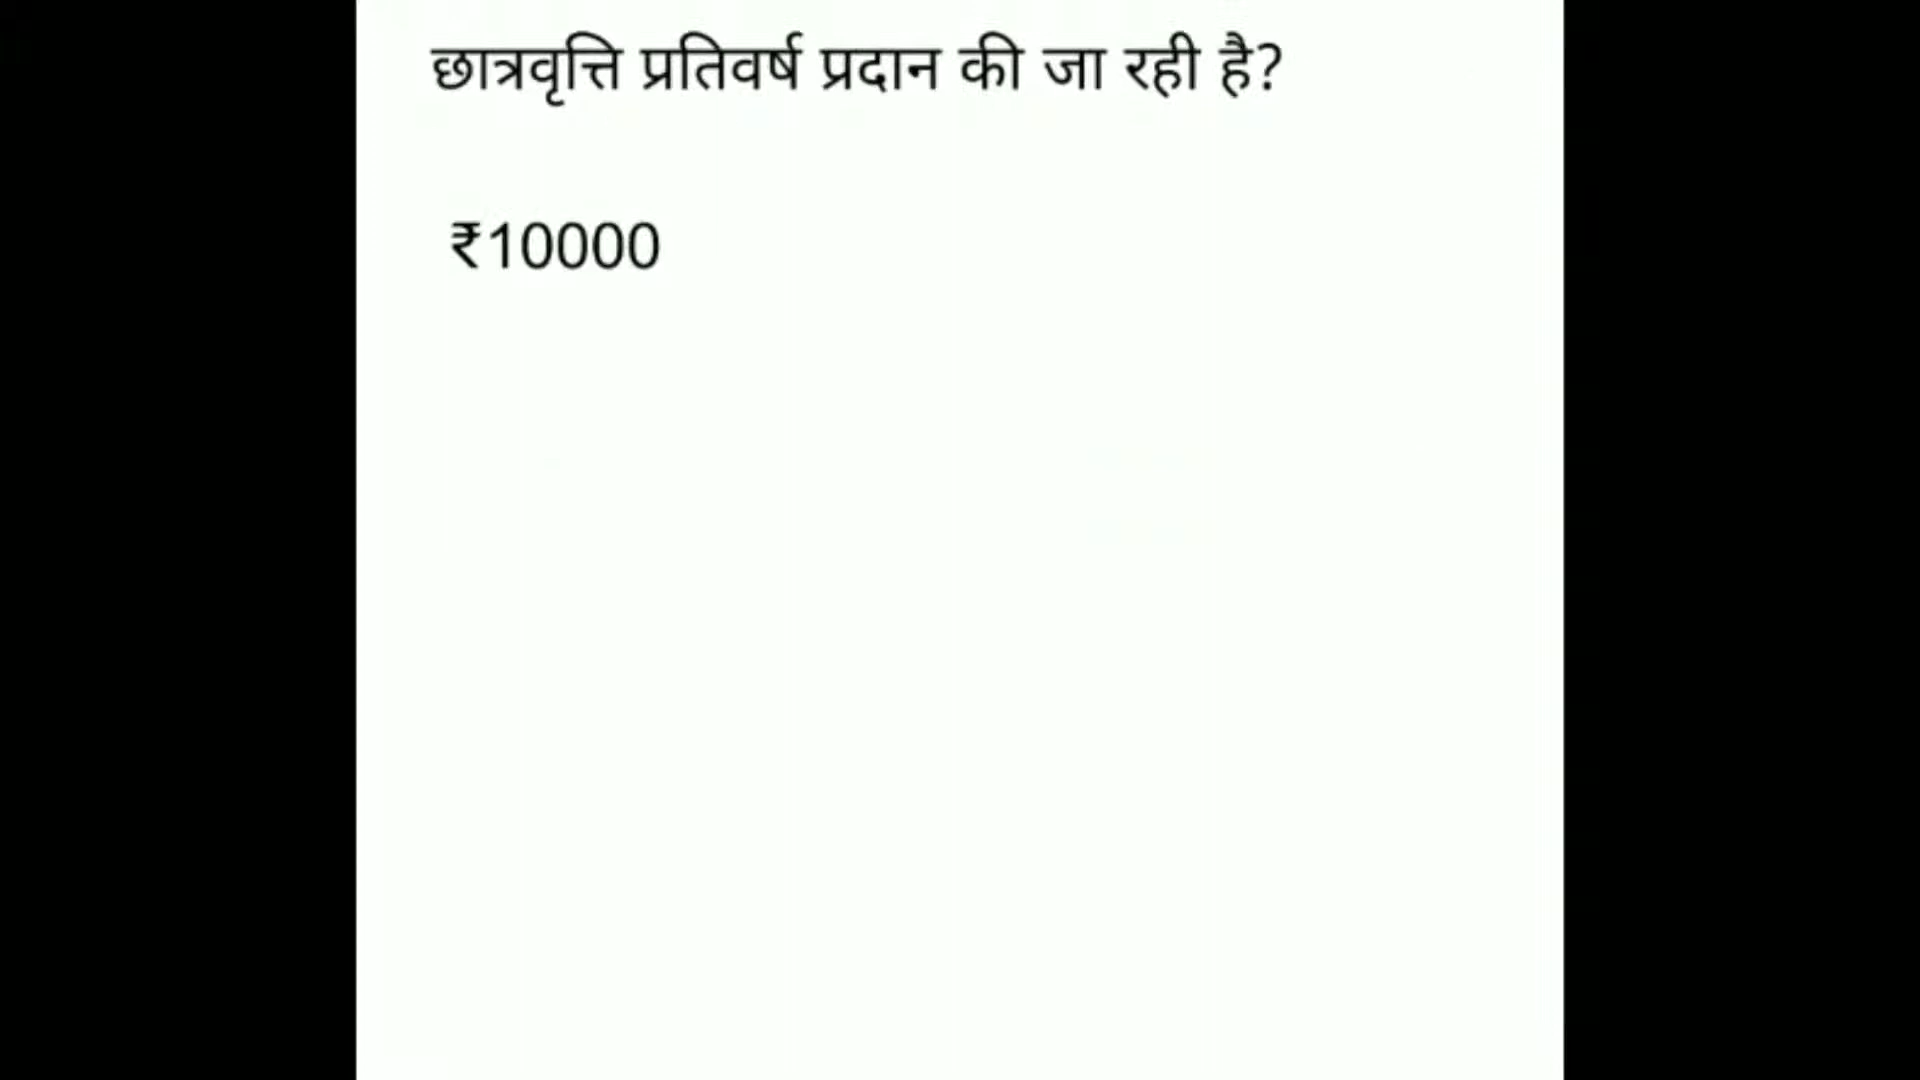 छात्रवृत्ति प्रतिवर्ष प्रदान की जा रही है?
₹10000